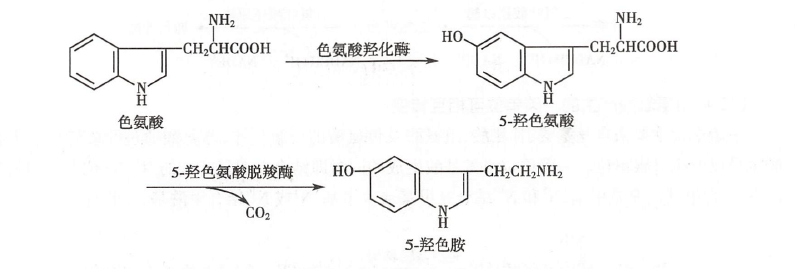 NH₂
CH₂CHCOOH
N
H
色氨酸
色氨酸羟化酶
NH₂
HO
CH₂CHCOOH
N
H
5-羟色氨酸
5-羟色氨酸脱羧酶
CO₂
HO
CH₂CH₂NH₂
N
H
5-羟色胺